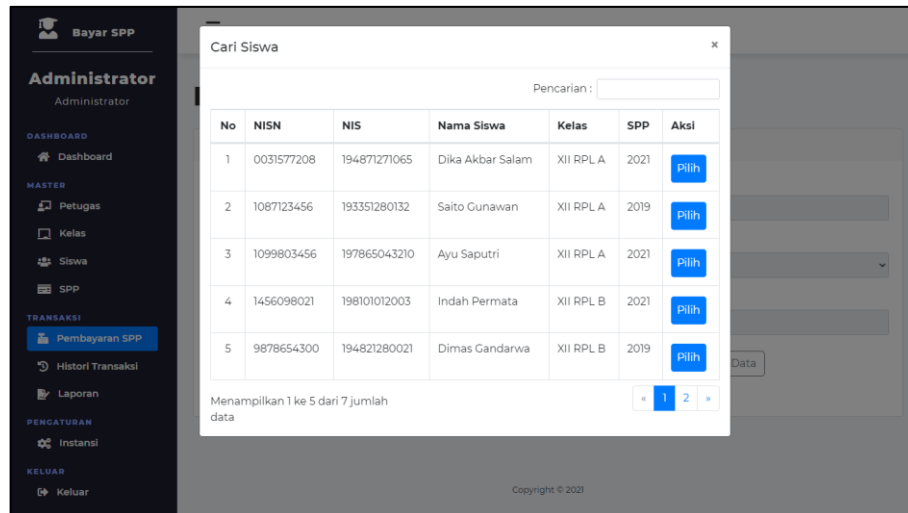 Bayar SPP
Administrator
Administrator
DASHBOARD
Dashboard
MASTER
Petugas
Kelas
Siswa
SPP
TRANSAKSI
Pembayaran SPP
Histori Transaksi
Laporan
PENGATURAN
Instansi
KELUAR
Keluar
Cari Siswa ×
Pencarian :
No NISN NIS Nama Siswa Kelas SPP Aksi
1 0031577208 194871271065 Dika Akbar Salam XII RPL A 2021 Pilih
2 1087123456 193351280132 Saito Gunawan XII RPL A 2019 Pilih
3 1099803456 197865043210 Ayu Saputri XII RPL A 2021 Pilih
4 1456098021 198101012003 Indah Permata XII RPL B 2021 Pilih
5 9878654300 194821280021 Dimas Gandarwa XII RPL B 2019 Pilih
Menampilkan 1 ke 5 dari 7 jumlah
data
« 1 2 »
Data
Copyright © 2021